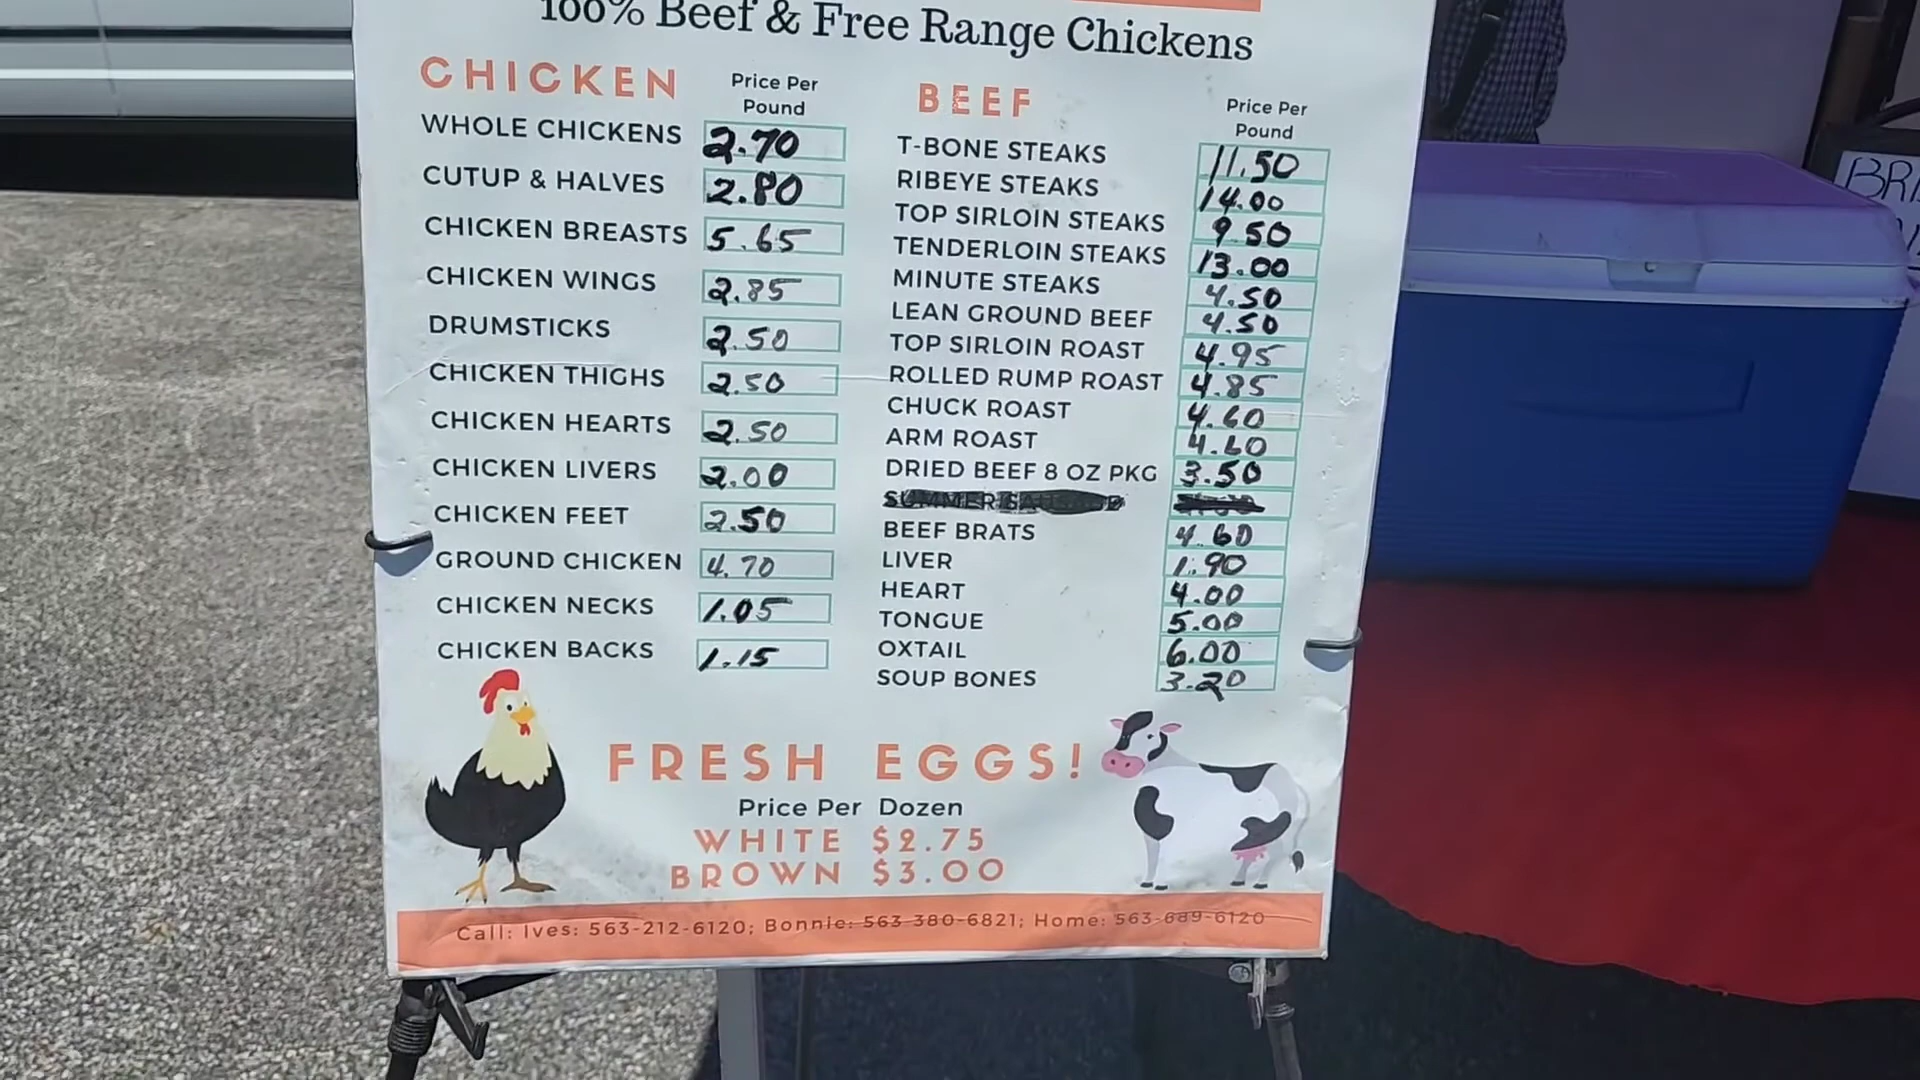 100% Beef & Free Range Chickens
CHICKEN
Price Per
Pound
WHOLE CHICKENS 2.70
CUTUP & HALVES 2.80
CHICKEN BREASTS 5.65
CHICKEN WINGS 2.85
DRUMSTICKS 2.50
CHICKEN THIGHS 2.50
CHICKEN HEARTS 2.50
CHICKEN LIVERS 2.00
CHICKEN FEET 2.50
GROUND CHICKEN 4.70
CHICKEN NECKS 1.05
CHICKEN BACKS 1.15
BEEF
Price Per
Pound
T-BONE STEAKS 11.50
RIBEYE STEAKS 14.00
TOP SIRLOIN STEAKS 9.50
TENDERLOIN STEAKS 13.00
MINUTE STEAKS 4.50
LEAN GROUND BEEF 4.50
TOP SIRLOIN ROAST 4.95
ROLLED RUMP ROAST 4.85
CHUCK ROAST 4.60
ARM ROAST 4.60
DRIED BEEF 8 OZ PKG 3.50
SUMMER
BEEF BRATS 4.60
LIVER 1.90
HEART 4.00
TONGUE 5.00
OXTAIL 6.00
SOUP BONES 3.20
FRESH EGGS!
Price Per Dozen
WHITE $2.75
BROWN $3.00
Call: Ives: 563-212-6120; Bonnie: 563-380-6821; Home: 563-689-6120